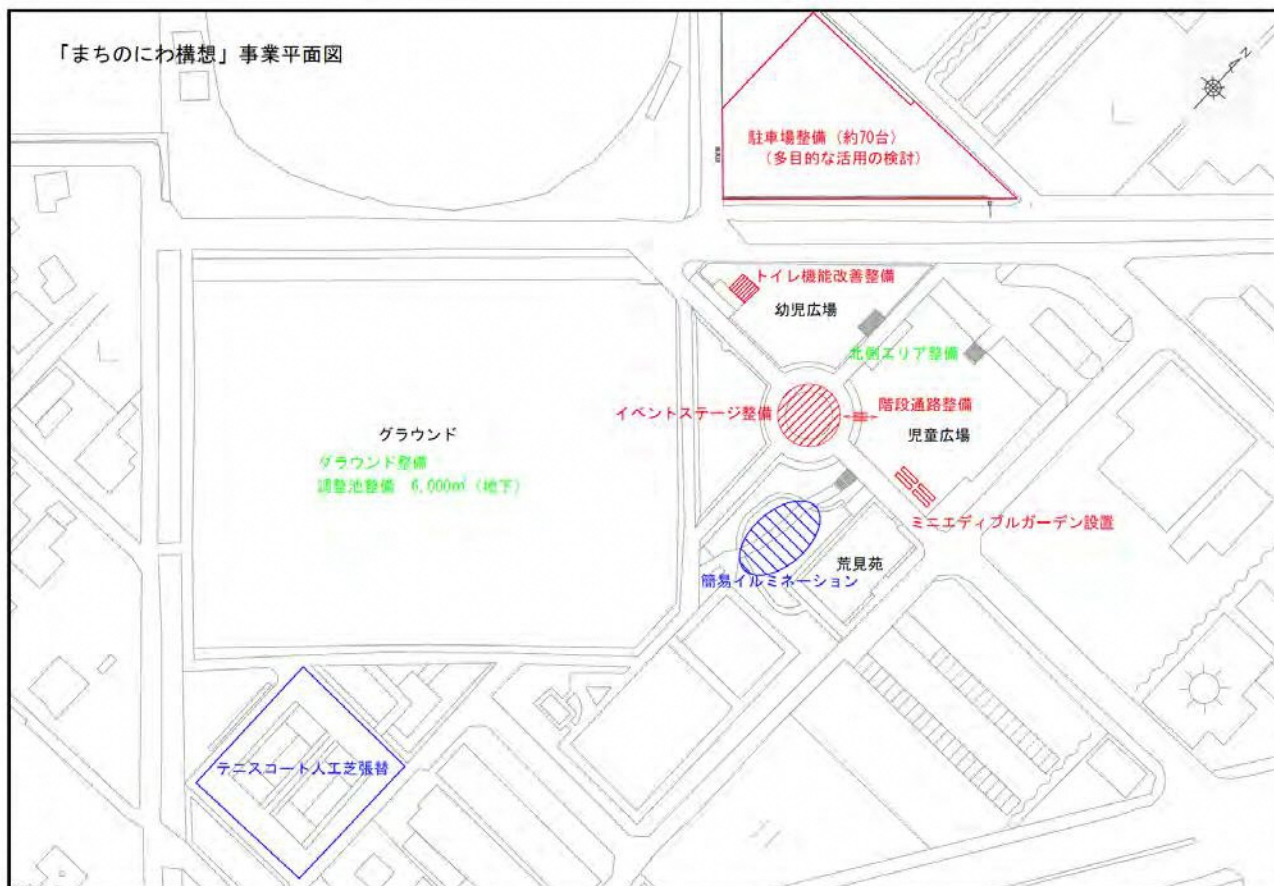 「まちのにわ構想」事業平面図
N
駐車場整備（約70台）
（多目的な活用の検討）
トイレ機能改善整備
幼児広場
北側エリア整備
イベントステージ整備
階段通路整備
児童広場
グラウンド
グラウンド整備
調整池整備　6,000㎥（地下）
ミニエディブルガーデン設置
荒見苑
簡易イルミネーション
テニスコート人工芝張替